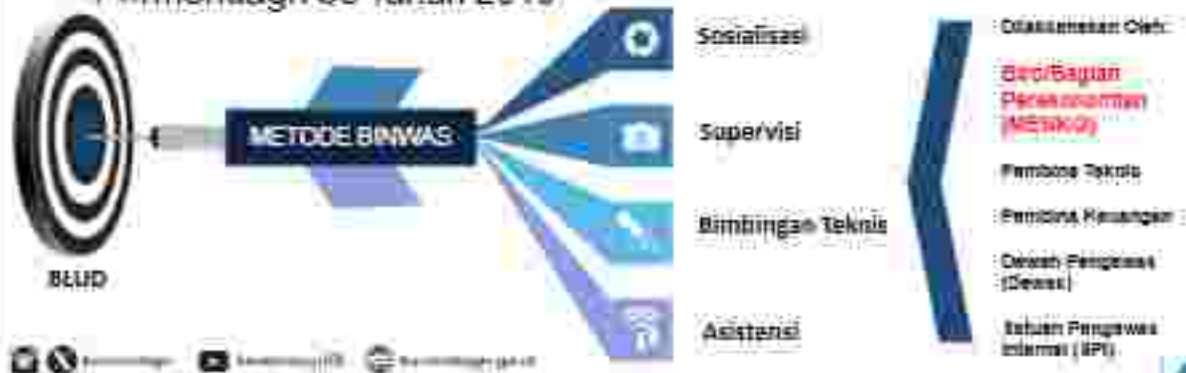 METODE BINWAS
BLUD
Sosialisasi
Supervisi
Bimbingan Teknis
Asistensi
Dilaksanakan Oleh:
Biro/Bagian
Perekonomian
Pembina Teknis
Pembina Keuangan
Dewan Pengawas
(Dewas)
Satuan Pengawas
Internal (SPI)